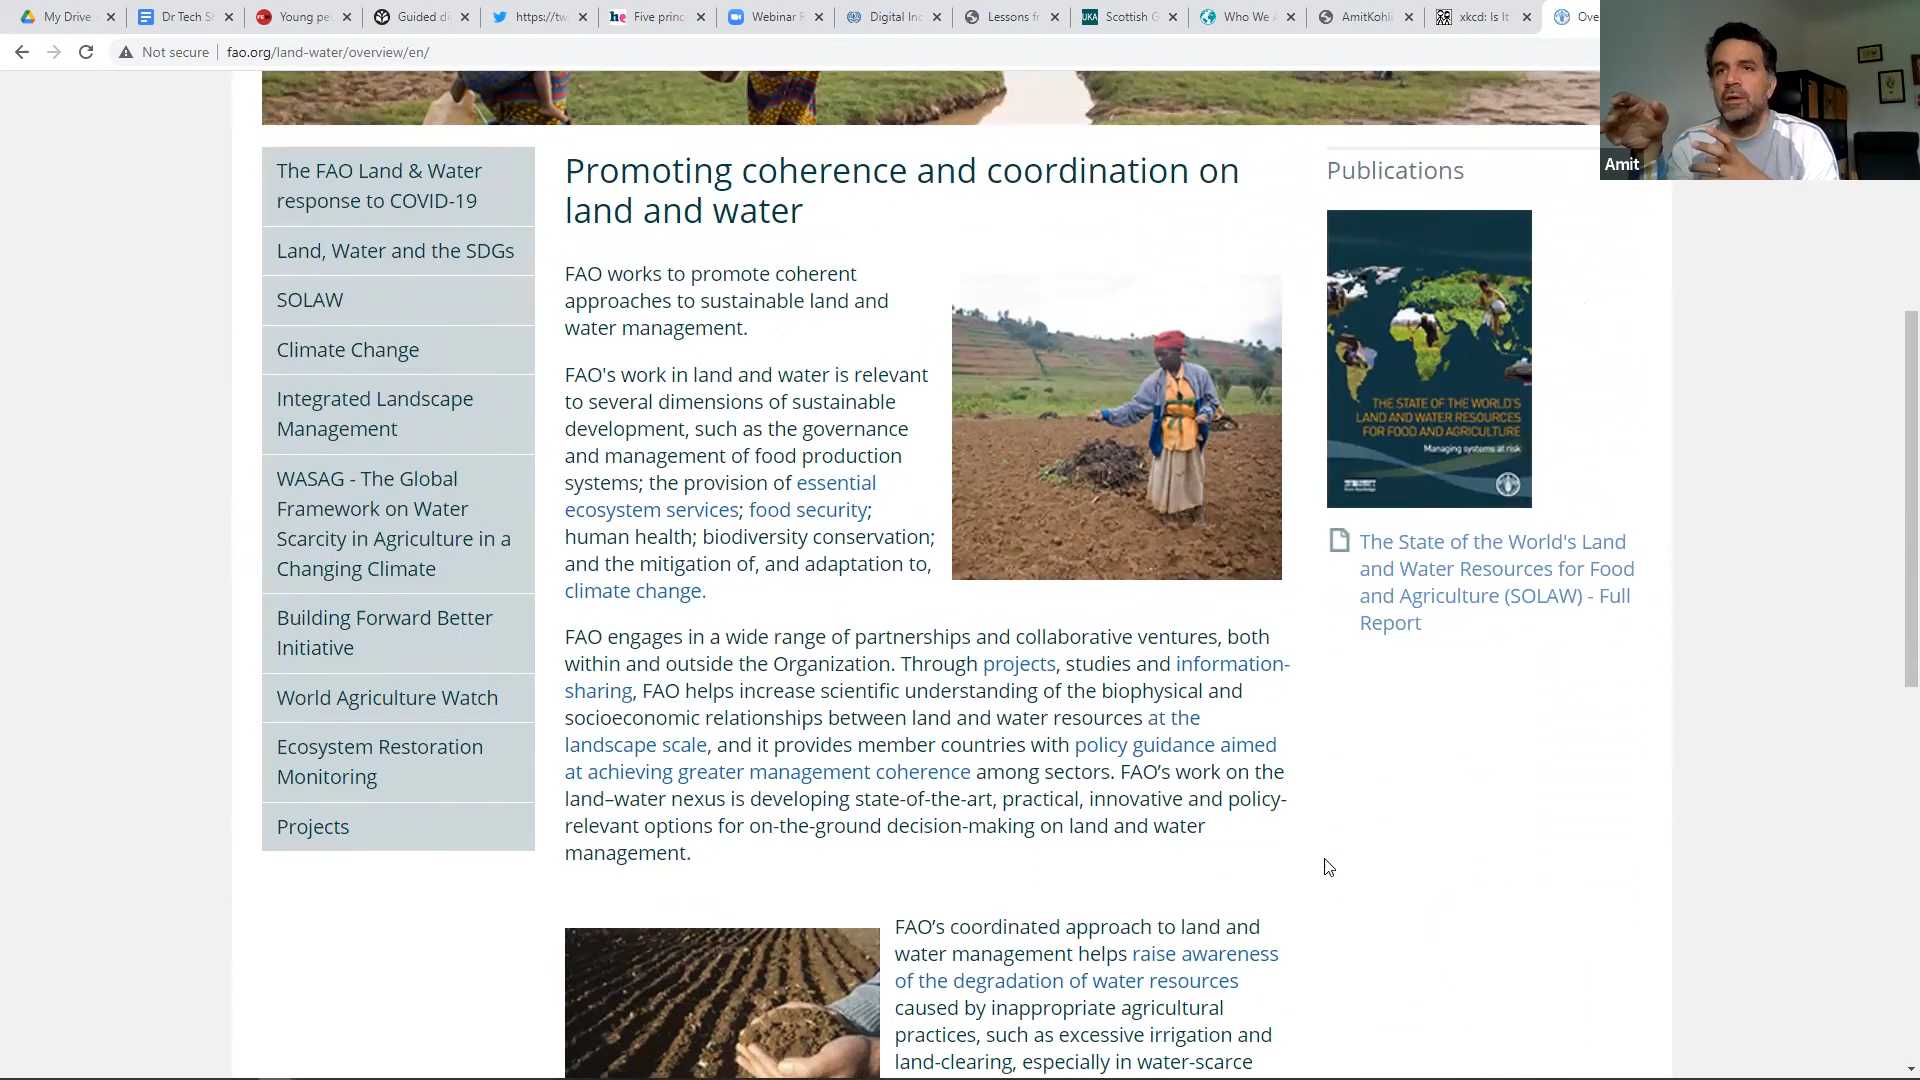 My Drive
Dr Tech S
Young pe
Guided di
https://tw
Five princ
Webinar
Digital Inc
Lessons fr
Scottish G
Who We A
AmitKohli
xkcd: Is It
Ove
Not secure
fao.org/land-water/overview/en/
Amit
The FAO Land & Water
response to COVID-19
Land, Water and the SDGs
SOLAW
Climate Change
Integrated Landscape
Management
WASAG - The Global
Framework on Water
Scarcity in Agriculture in a
Changing Climate
Building Forward Better
Initiative
World Agriculture Watch
Ecosystem Restoration
Monitoring
Projects
Promoting coherence and coordination on
land and water
FAO works to promote coherent
approaches to sustainable land and
water management.
FAO's work in land and water is relevant
to several dimensions of sustainable
development, such as the governance
and management of food production
systems; the provision of essential
ecosystem services; food security;
human health; biodiversity conservation;
and the mitigation of, and adaptation to,
climate change.
FAO engages in a wide range of partnerships and collaborative ventures, both
within and outside the Organization. Through projects, studies and information-
sharing, FAO helps increase scientific understanding of the biophysical and
socioeconomic relationships between land and water resources at the
landscape scale, and it provides member countries with policy guidance aimed
at achieving greater management coherence among sectors. FAO’s work on the
land–water nexus is developing state-of-the-art, practical, innovative and policy-
relevant options for on-the-ground decision-making on land and water
management.
FAO’s coordinated approach to land and
water management helps raise awareness
of the degradation of water resources
caused by inappropriate agricultural
practices, such as excessive irrigation and
land-clearing, especially in water-scarce
Publications
THE STATE OF THE WORLD'S
LAND AND WATER RESOURCES
FOR FOOD AND AGRICULTURE
Managing systems at risk
The State of the World's Land
and Water Resources for Food
and Agriculture (SOLAW) - Full
Report